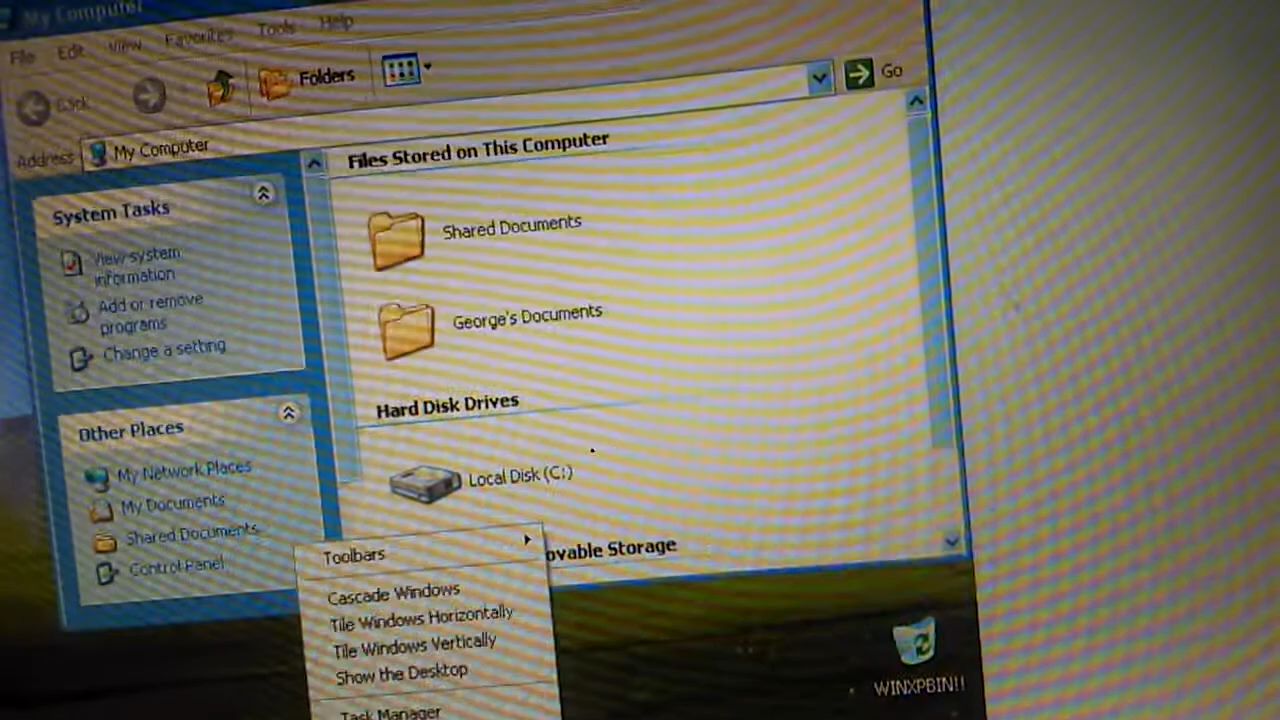 My Computer
File Edit View Favorites Tools Help
Back Folders
Go
Address My Computer
Files Stored on This Computer
System Tasks
Shared Documents
View system
information
Add or remove
programs
George's Documents
Change a setting
Hard Disk Drives
Other Places
My Network Places
Local Disk (C:)
My Documents
Shared Documents
Control Panel
Toolbars
ovable Storage
Cascade Windows
Tile Windows Horizontally
Tile Windows Vertically
Show the Desktop
Task Manager
WINXPBIN!!